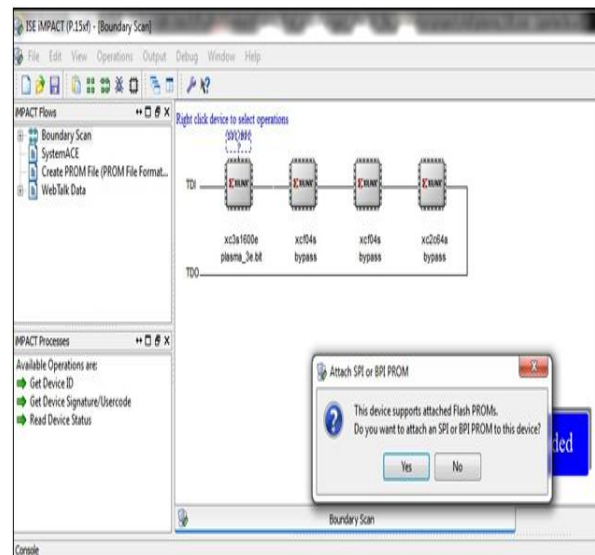 ISE iMPACT (P.15xf) - [Boundary Scan]
File Edit View Operations Output Debug Window Help
iMPACT Flows
Boundary Scan
SystemACE
Create PROM File (PROM File Format...
WebTalk Data
Right click device to select operations
TDI
XILINX XILINX XILINX XILINX
xc3s1600e xcf04s xcf04s xc2c64a
plasma_3e.bit bypass bypass bypass
TDO
iMPACT Processes
Available Operations are:
Get Device ID
Get Device Signature/Usercode
Read Device Status
Attach SPI or BPI PROM
This device supports attached Flash PROMs.
Do you want to attach an SPI or BPI PROM to this device?
Yes No
ded
Boundary Scan
Console